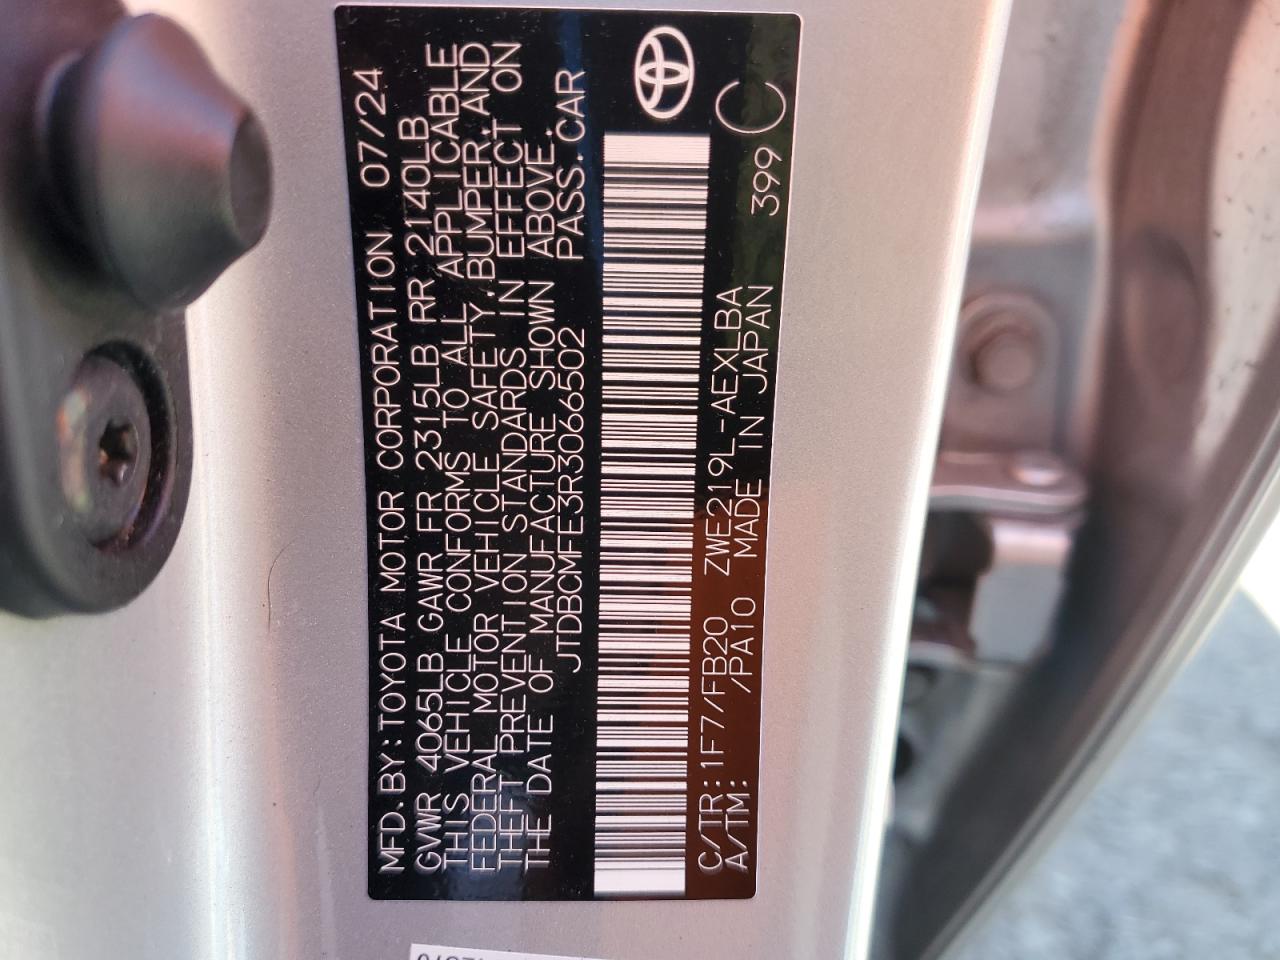 MFD.BY:TOYOTA MOTOR CORPORATION 07/24
GVWR 4065LB GAWR FR 2315LB RR 2140LB
THIS VEHICLE CONFORMS TO ALL APPLICABLE
FEDERAL MOTOR VEHICLE SAFETY,BUMPER,AND
THEFT PREVENTION STANDARDS IN EFFECT ON
THE DATE OF MANUFACTURE SHOWN ABOVE.
JTDBCMFE3R3066502 PASS.CAR
C/TR:1F7/FB20 ZWE219L-AEXLBA
A/TM: /PA10 MADE IN JAPAN 399 C